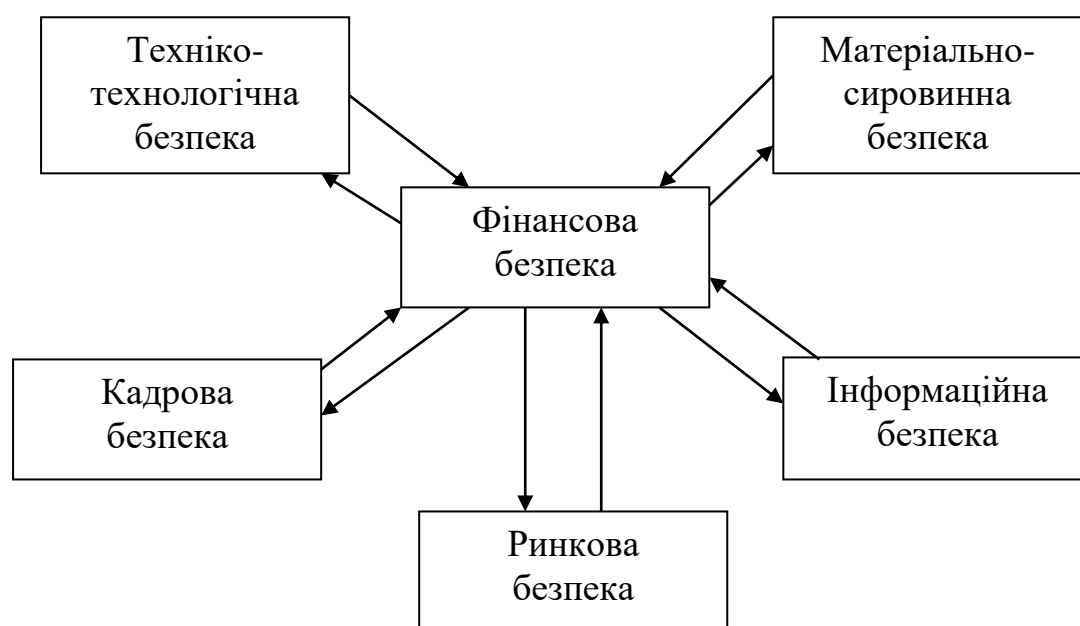 Техніко-
технологічна
безпека
Матеріально-
сировинна
безпека
Фінансова
безпека
Кадрова
безпека
Інформаційна
безпека
Ринкова
безпека